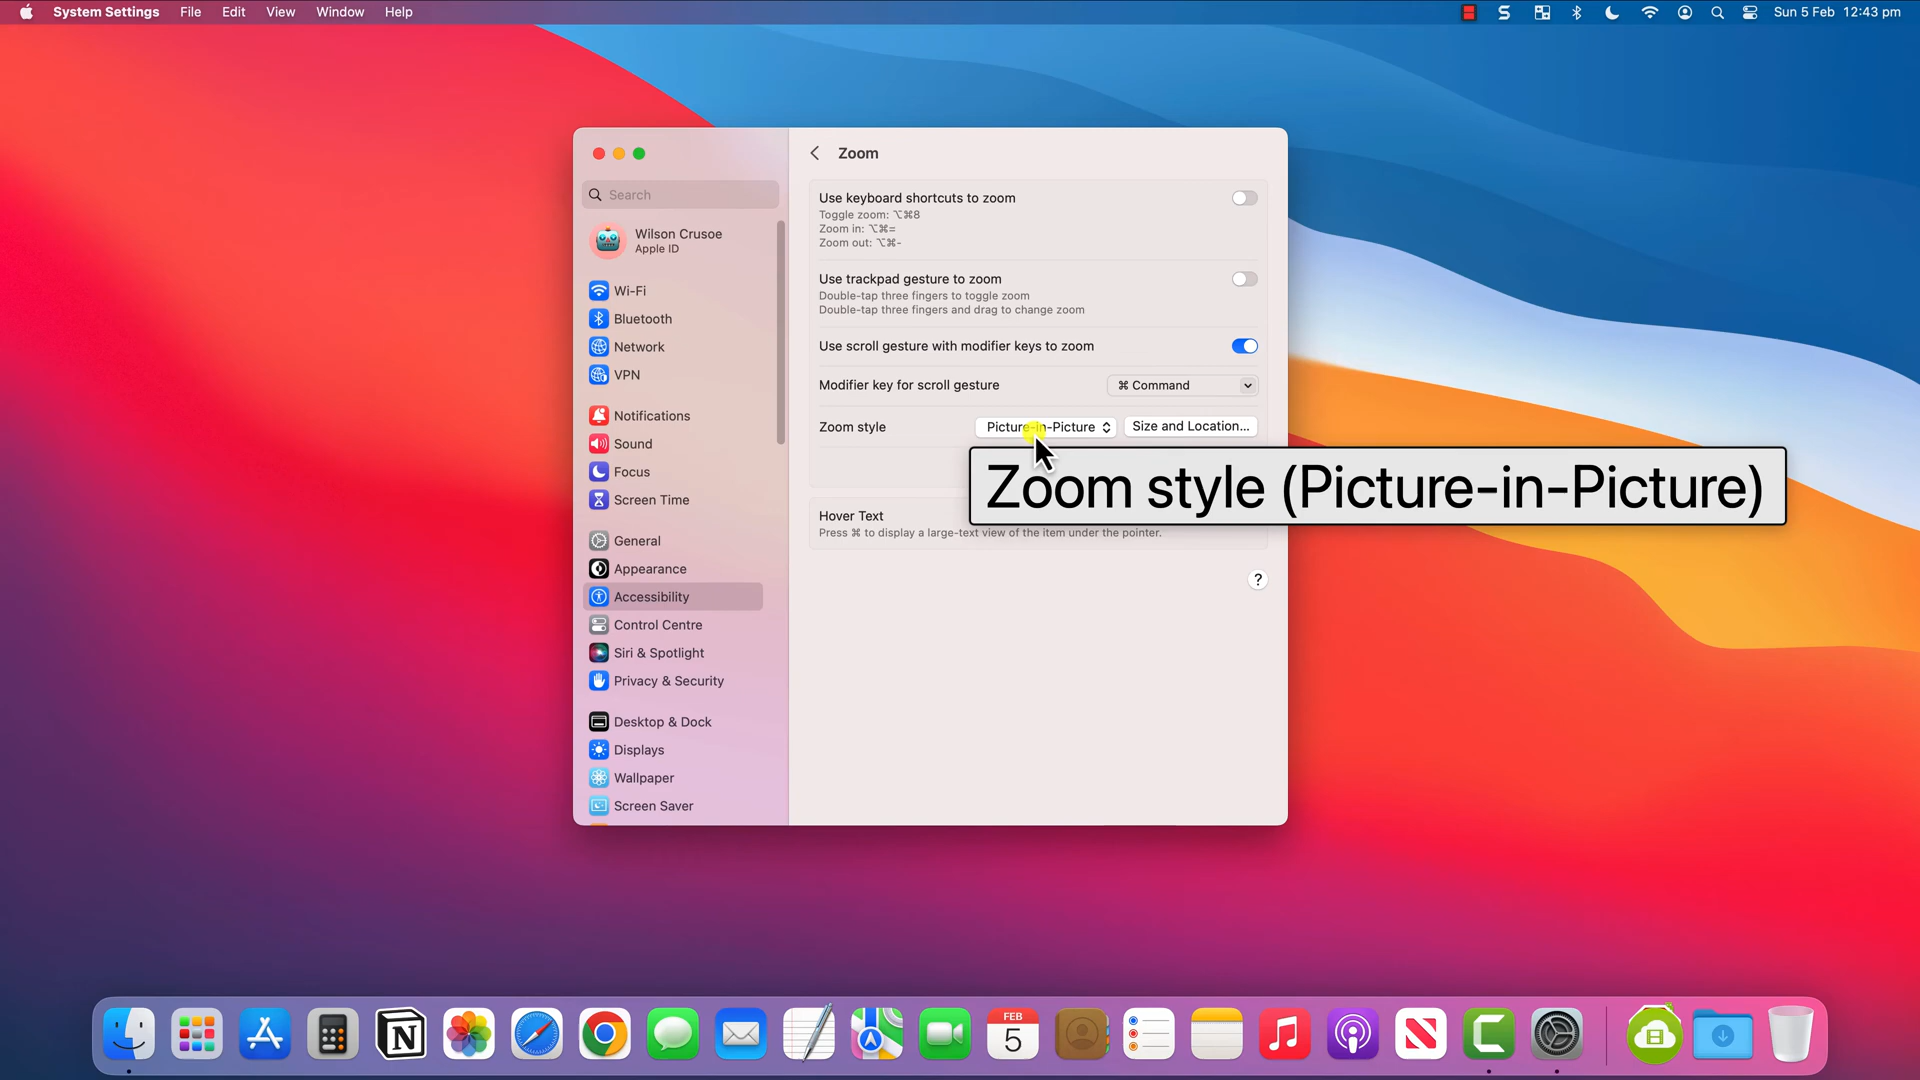 System Settings File Edit View Window Help
Sun 5 Feb 12:43 pm
Search
Wilson Crusoe
Apple ID
Wi-Fi
Bluetooth
Network
VPN
Notifications
Sound
Focus
Screen Time
General
Appearance
Accessibility
Control Centre
Siri & Spotlight
Privacy & Security
Desktop & Dock
Displays
Wallpaper
Screen Saver
Zoom
Use keyboard shortcuts to zoom
Toggle zoom: ⌥⌘8
Zoom in: ⌥⌘=
Zoom out: ⌥⌘-
Use trackpad gesture to zoom
Double-tap three fingers to toggle zoom
Double-tap three fingers and drag to change zoom
Use scroll gesture with modifier keys to zoom
Modifier key for scroll gesture ⌘ Command
Zoom style Picture-in-Picture Size and Location...
Zoom style (Picture-in-Picture)
Hover Text
Press ⌘ to display a large-text view of the item under the pointer.
?
FEB
5